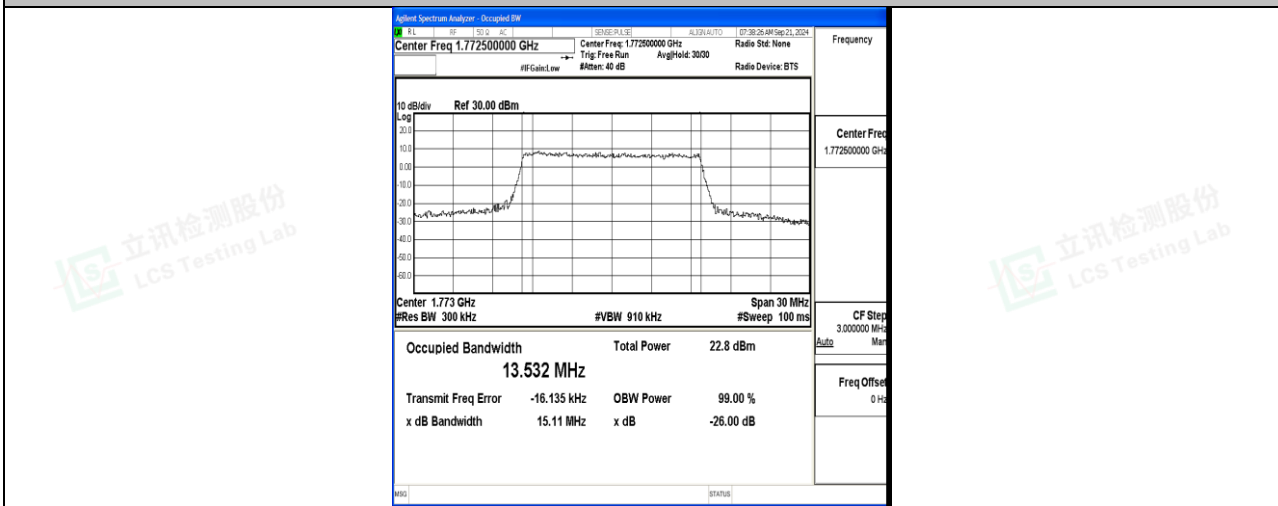 Agilent Spectrum Analyzer - Occupied BW
RL RF 50 Ω AC SENSE:PULSE ALIGN AUTO 07:38:26 AM Sep 21, 2024
Center Freq 1.772500000 GHz
Center Freq: 1.772500000 GHz
Radio Std: None
Trig: Free Run Avg|Hold: 30/30
#IFGain:Low
#Atten: 40 dB
Radio Device: BTS
Frequency
10 dB/div Ref 30.00 dBm
Log
20.0
10.0
0.00
-10.0
-20.0
-30.0
-40.0
-50.0
-60.0
Center 1.773 GHz
Span 30 MHz
#Res BW 300 kHz
#VBW 910 kHz
#Sweep 100 ms
Center Freq
1.772500000 GHz
CF Step
3.000000 MHz
Auto Man
Freq Offset
0 Hz
Occupied Bandwidth
13.532 MHz
Total Power 22.8 dBm
Transmit Freq Error -16.135 kHz
OBW Power 99.00 %
x dB Bandwidth 15.11 MHz
x dB -26.00 dB
MSG
STATUS
立讯检测股份
LCS Testing Lab
立讯检测股份
LCS Testing Lab